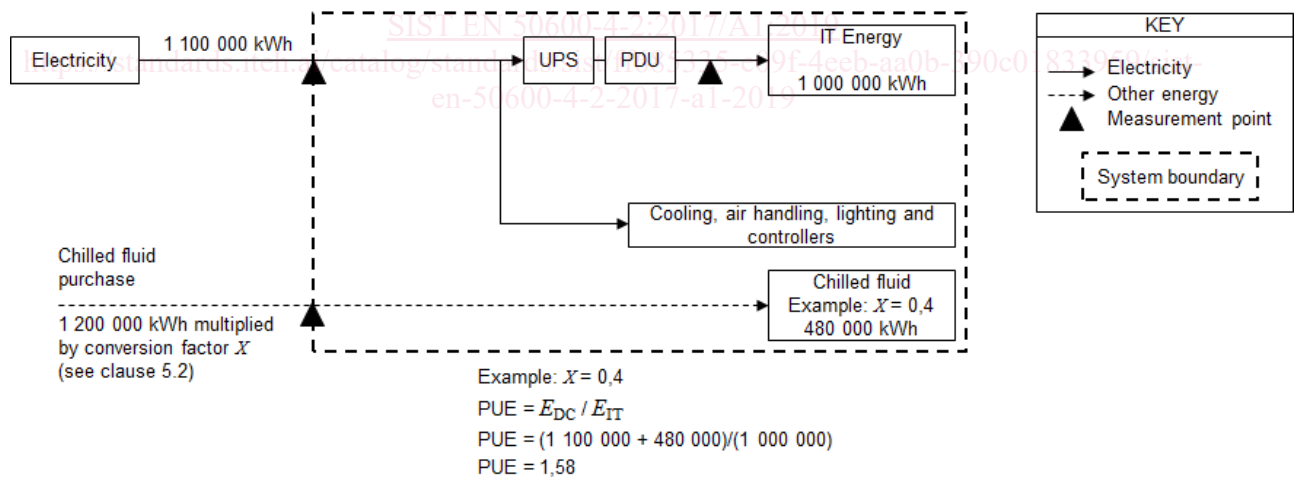 SIST EN 50600-4-2:2017/A1:2019
KEY
1 100 000 kWh
IT Energy
Electricity
UPS
PDU
1 000 000 kWh
en-50600-4-2-2017-a1-2019
Electricity
Other energy
Measurement point
System boundary
Cooling, air handling, lighting and
controllers
Chilled fluid
purchase
Chilled fluid
Example: X = 0,4
480 000 kWh
1 200 000 kWh multiplied
by conversion factor X
(see clause 5.2)
Example: X = 0,4
PUE = EDC / EIT
PUE = (1 100 000 + 480 000)/(1 000 000)
PUE = 1,58